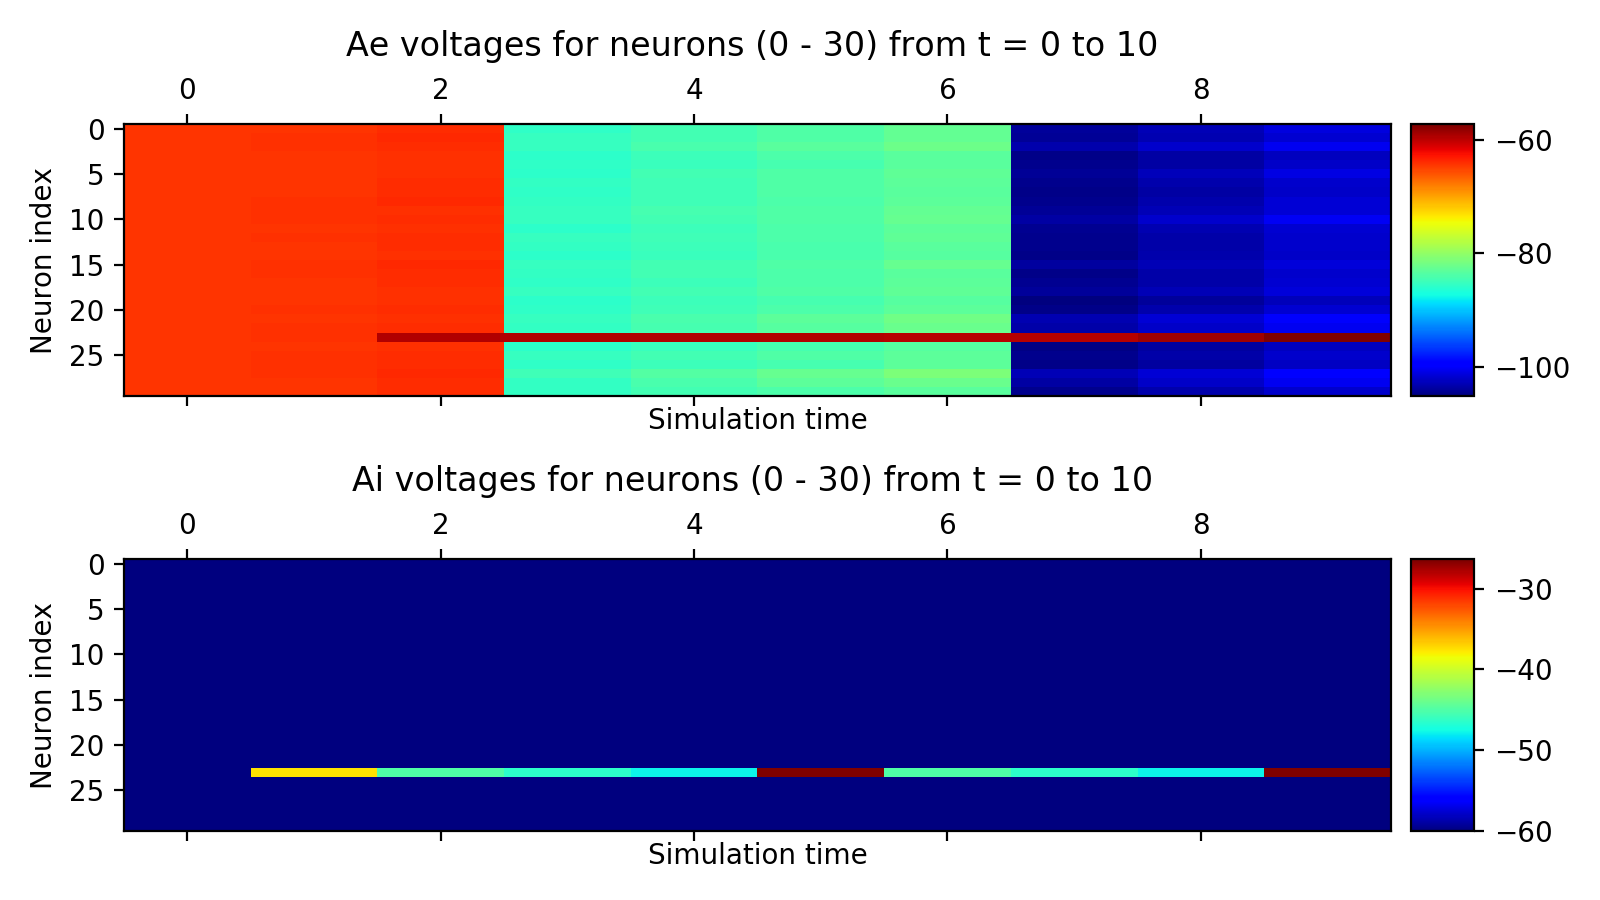 Ae voltages for neurons (0 - 30) from t = 0 to 10
0 2 4 6 8
Neuron index
0
5
10
15
20
25
−60
−80
−100
Simulation time
Ai voltages for neurons (0 - 30) from t = 0 to 10
0 2 4 6 8
Neuron index
0
5
10
15
20
25
−30
−40
−50
−60
Simulation time